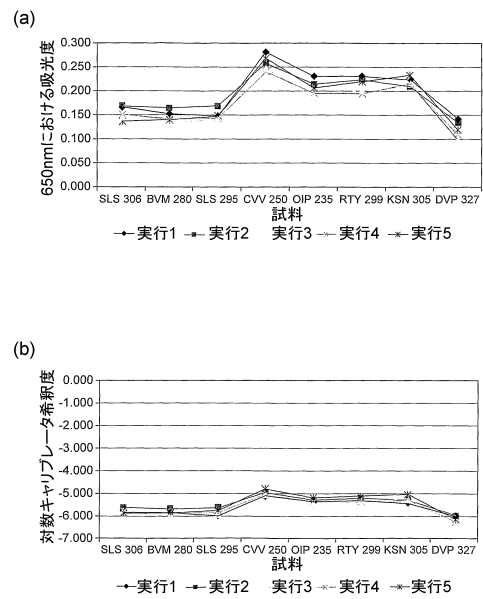 (a)
650nmにおける吸光度
0.300
0.250
0.200
0.150
0.100
0.050
0.000
SLS 306 BVM 280 SLS 295 CVV 250 OIP 235 RTY 299 KSN 305 DVP 327
試料
実行1 実行2 実行3 実行4 実行5
(b)
対数キャリブレータ希釈度
0.000
-1.000
-2.000
-3.000
-4.000
-5.000
-6.000
-7.000
SLS 306 BVM 280 SLS 295 CVV 250 OIP 235 RTY 299 KSN 305 DVP 327
試料
実行1 実行2 実行3 実行4 実行5